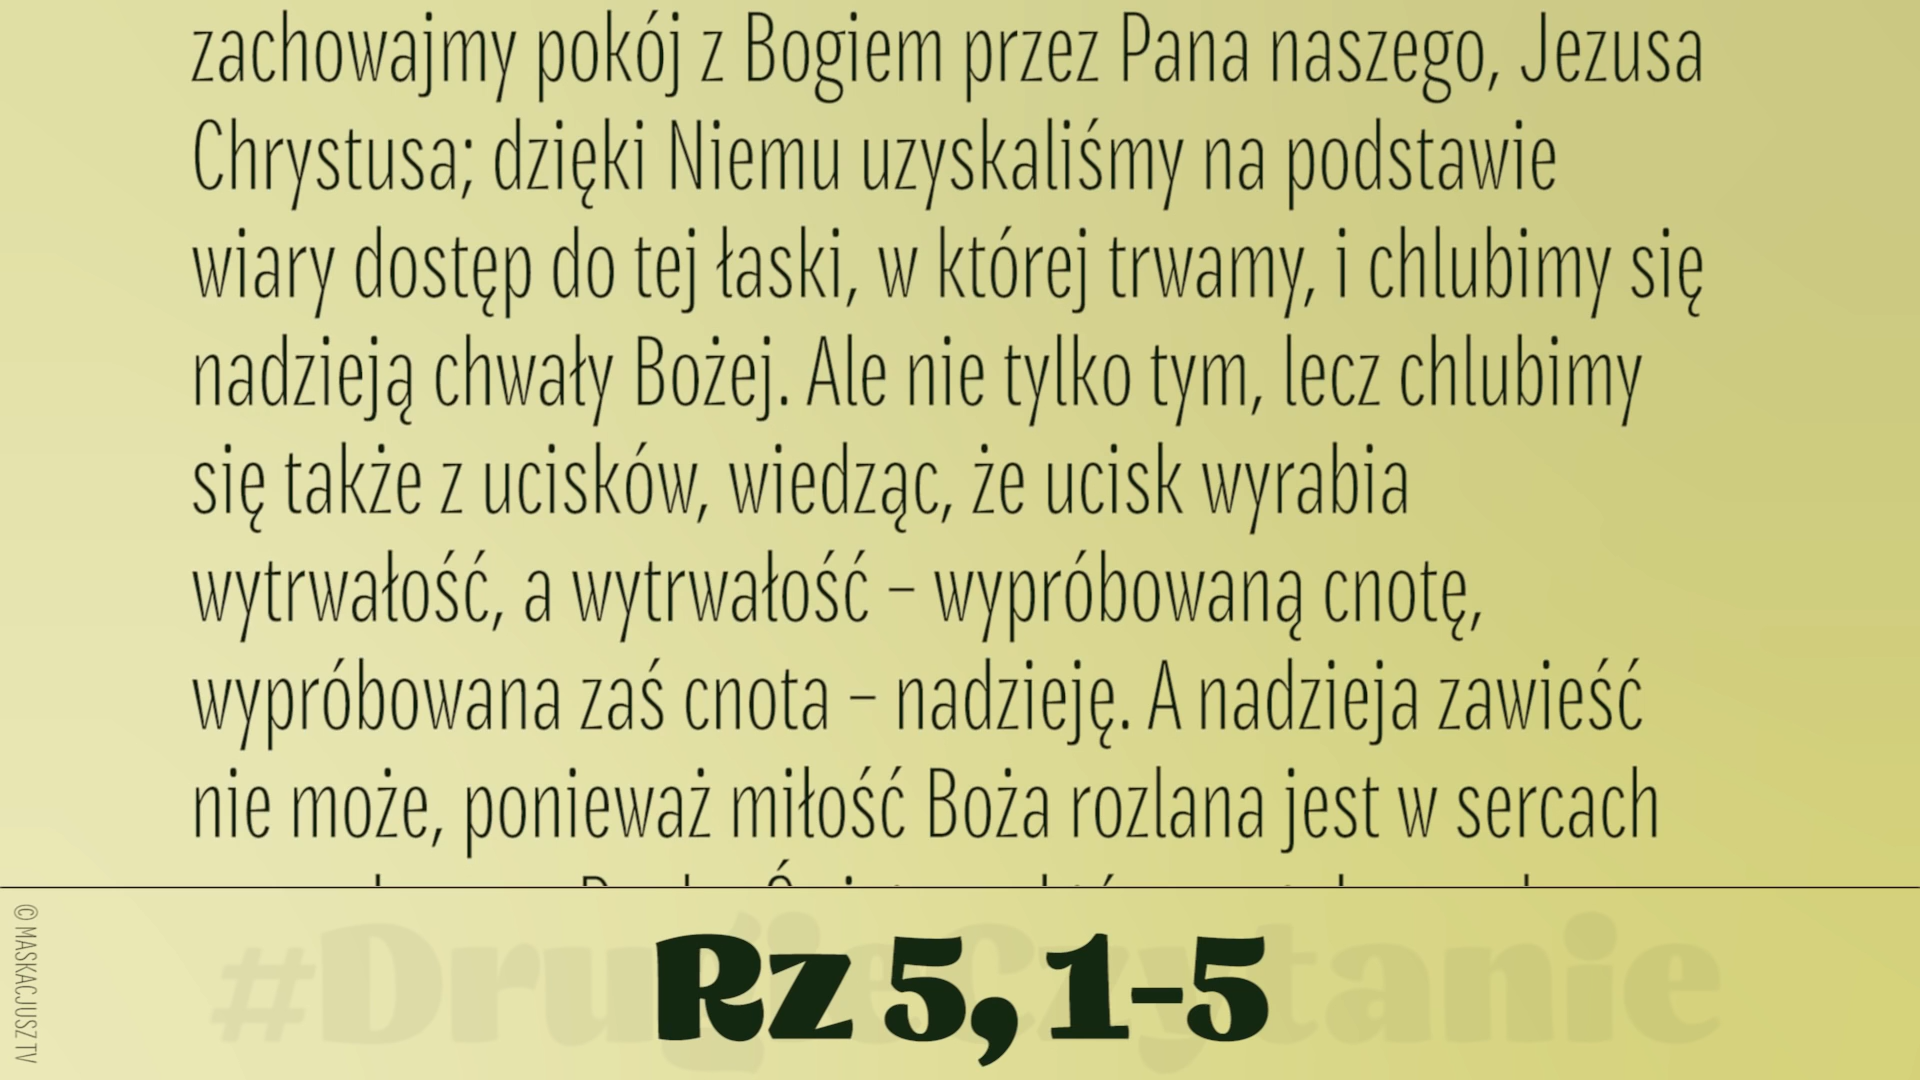 zachowajmy pokój z Bogiem przez Pana naszego, Jezusa
Chrystusa; dzięki Niemu uzyskaliśmy na podstawie
wiary dostęp do tej łaski, w której trwamy, i chlubimy się
nadzieją chwały Bożej. Ale nie tylko tym, lecz chlubimy
się także z ucisków, wiedząc, że ucisk wyrabia
wytrwałość, a wytrwałość – wypróbowaną cnotę,
wypróbowana zaś cnota – nadzieję. A nadzieja zawieść
nie może, ponieważ miłość Boża rozlana jest w sercach
#DrugieCzytanie
Rz 5, 1-5
© MASKACJUSZ TV